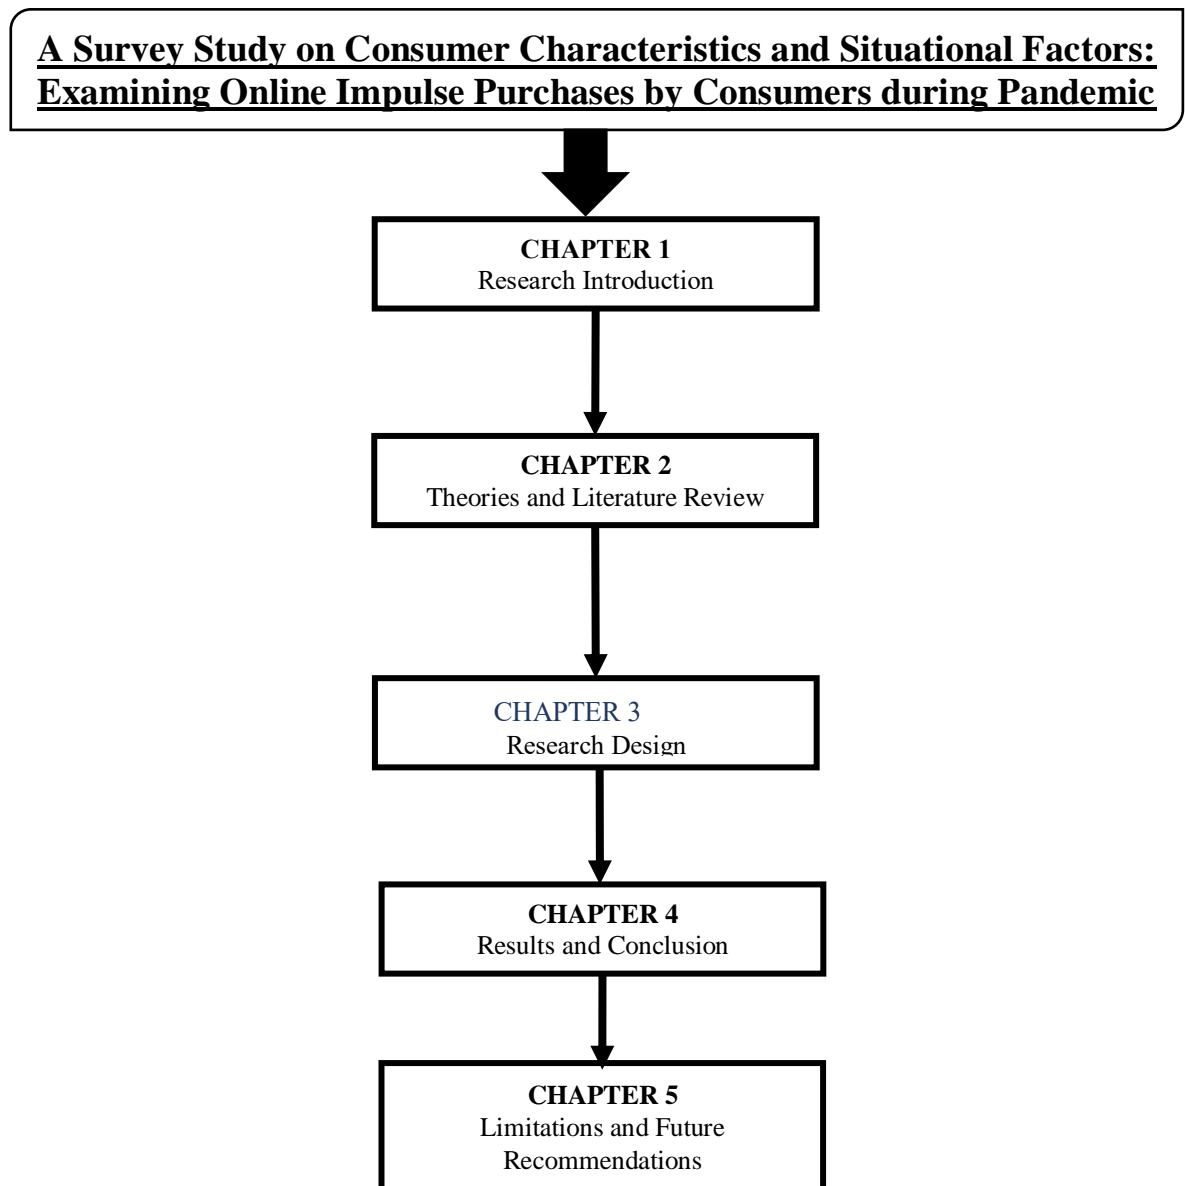 A Survey Study on Consumer Characteristics and Situational Factors:
Examining Online Impulse Purchases by Consumers during Pandemic
CHAPTER 1
Research Introduction
CHAPTER 2
Theories and Literature Review
CHAPTER 3
Research Design
CHAPTER 4
Results and Conclusion
CHAPTER 5
Limitations and Future
Recommendations